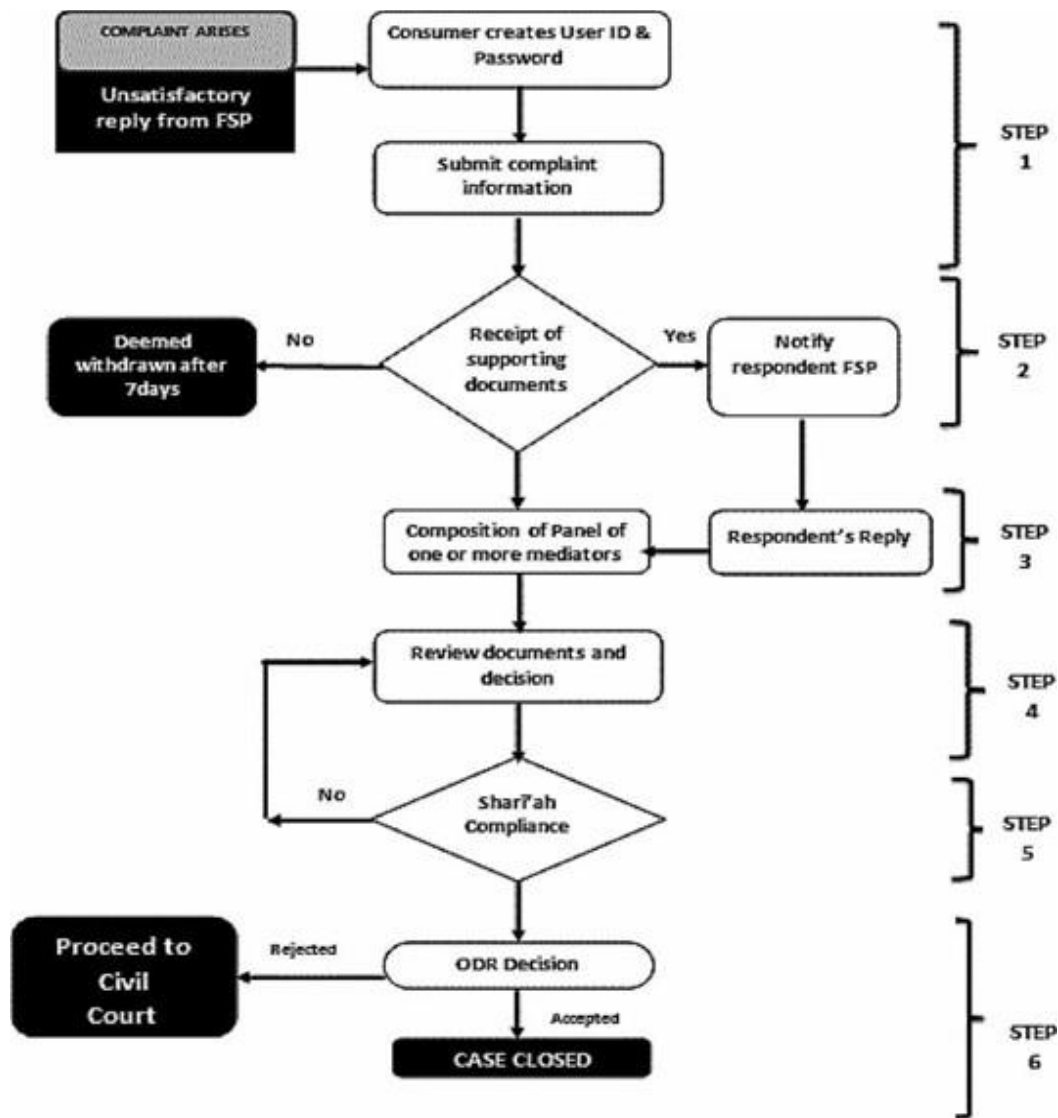 COMPLAINT ARISES
Unsatisfactory
reply from FSP
Consumer creates User ID &
Password
Submit complaint
information
STEP
1
Deemed
withdrawn after
7days
No
Receipt of
supporting
documents
Yes
Notify
respondent FSP
STEP
2
Composition of Panel of
one or more mediators
Respondent's Reply
STEP
3
Review documents and
decision
STEP
4
No
Shari'ah
Compliance
STEP
5
Proceed to
Civil
Court
Rejected
ODR Decision
Accepted
CASE CLOSED
STEP
6